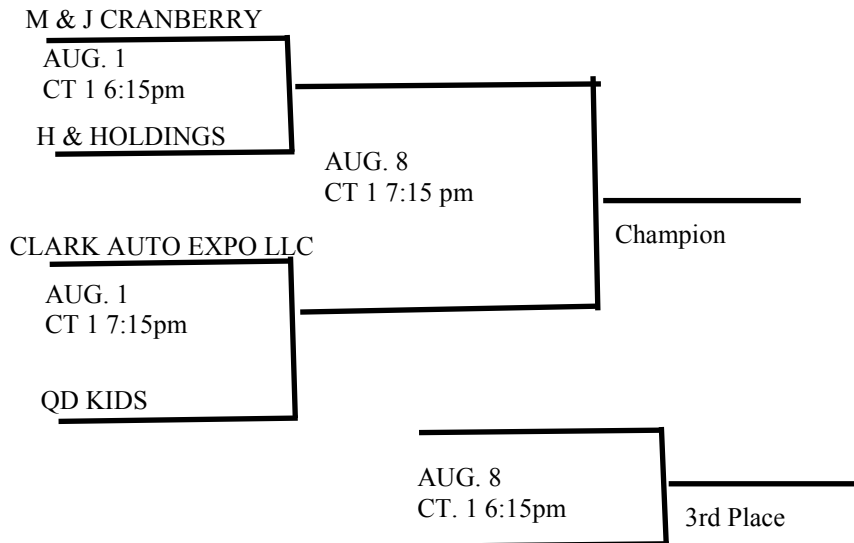 M & J CRANBERRY
AUG. 1
CT 1 6:15pm
H & HOLDINGS
AUG. 8
CT 1 7:15 pm
Champion
CLARK AUTO EXPO LLC
AUG. 1
CT 1 7:15pm
QD KIDS
AUG. 8
CT. 1 6:15pm
3rd Place